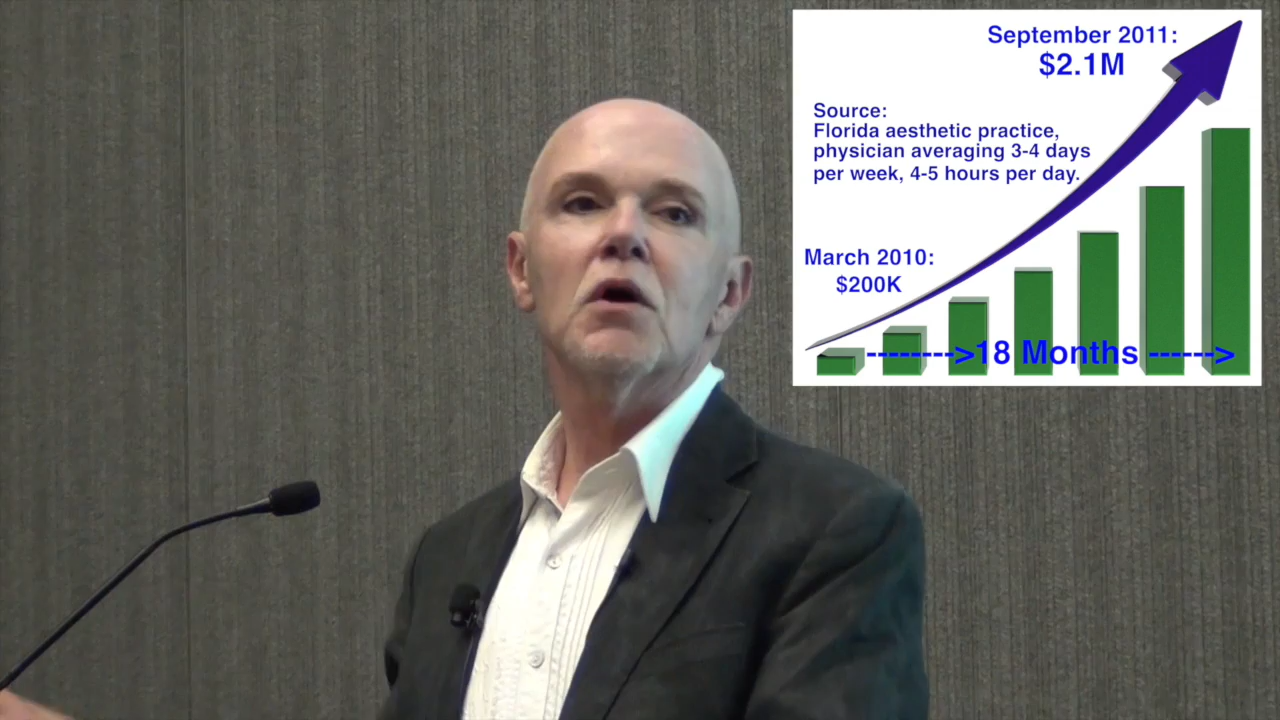 September 2011:
$2.1M
Source:
Florida aesthetic practice,
physician averaging 3-4 days
per week, 4-5 hours per day.
March 2010:
$200K
-------->18 Months ------>